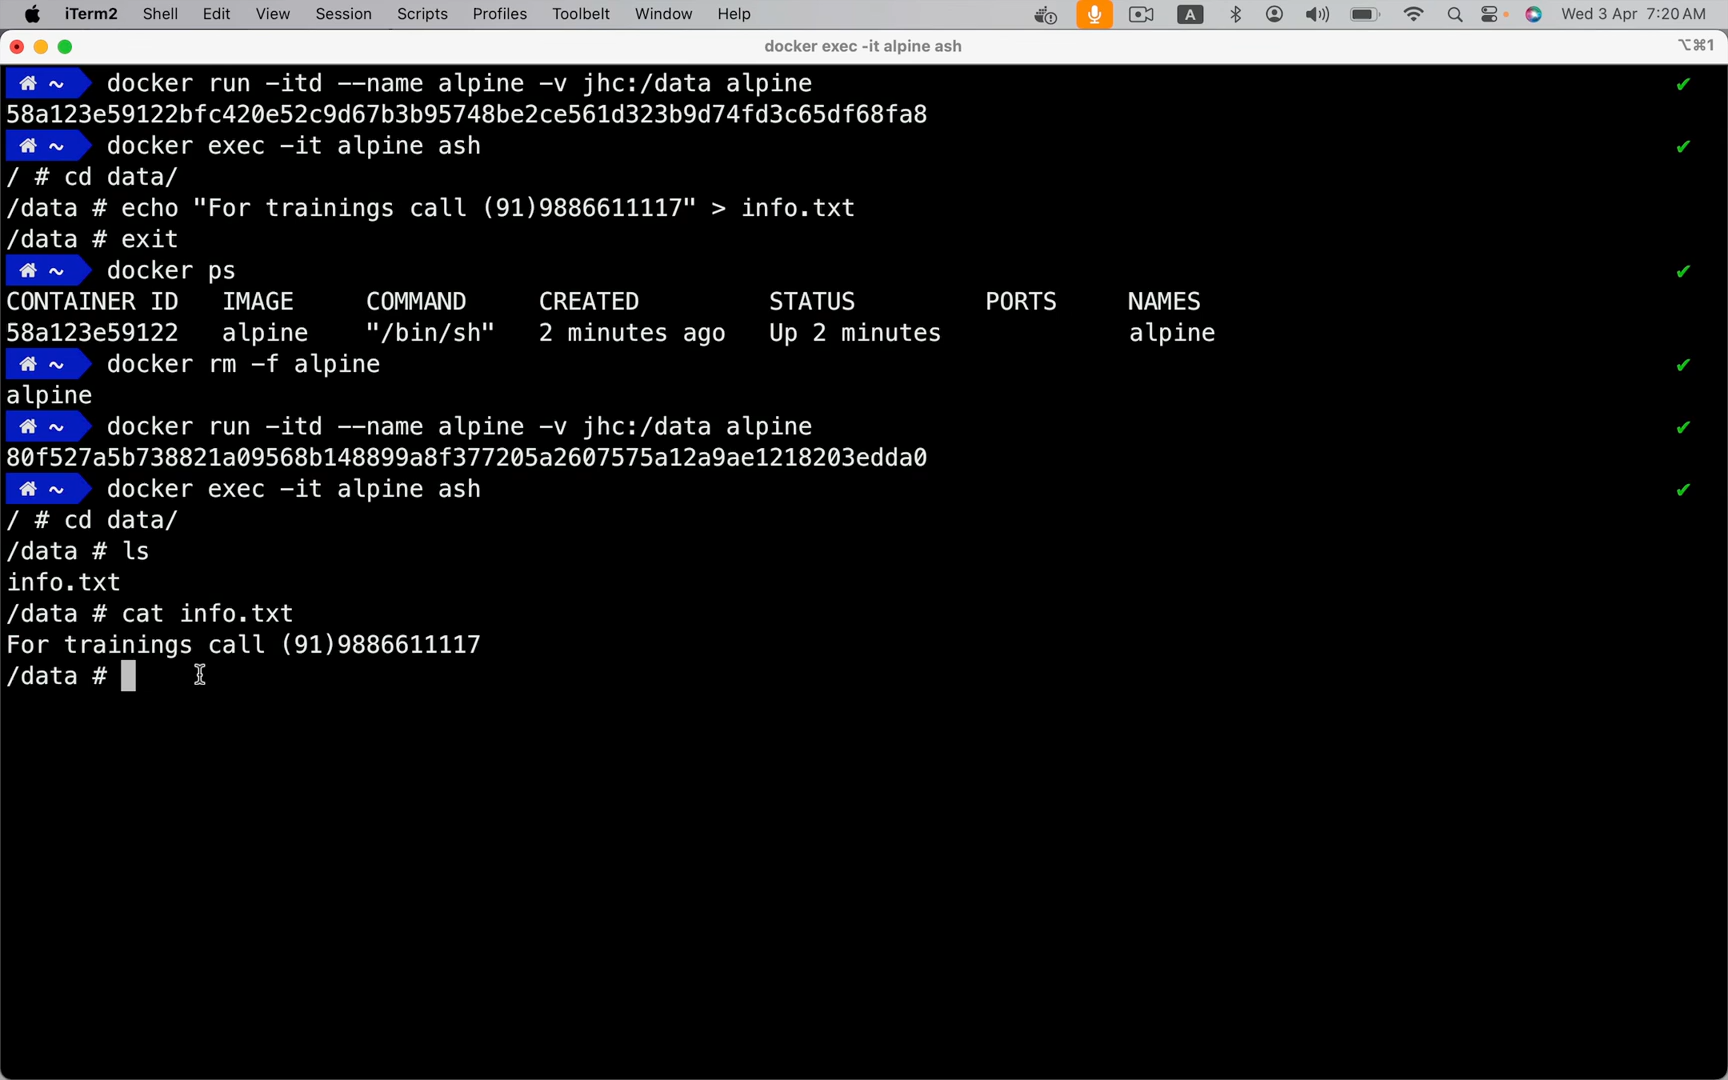 iTerm2 Shell Edit View Session Scripts Profiles Toolbelt Window Help A Wed 3 Apr 7:20 AM
docker exec -it alpine ash ⌥⌘1
~ docker run -itd --name alpine -v jhc:/data alpine ✔
58a123e59122bfc420e52c9d67b3b95748be2ce561d323b9d74fd3c65df68fa8
~ docker exec -it alpine ash ✔
/ # cd data/
/data # echo "For trainings call (91)9886611117" > info.txt
/data # exit
~ docker ps ✔
CONTAINER ID IMAGE COMMAND CREATED STATUS PORTS NAMES
58a123e59122 alpine "/bin/sh" 2 minutes ago Up 2 minutes alpine
~ docker rm -f alpine ✔
alpine
~ docker run -itd --name alpine -v jhc:/data alpine ✔
80f527a5b738821a09568b148899a8f377205a2607575a12a9ae1218203edda0
~ docker exec -it alpine ash ✔
/ # cd data/
/data # ls
info.txt
/data # cat info.txt
For trainings call (91)9886611117
/data #